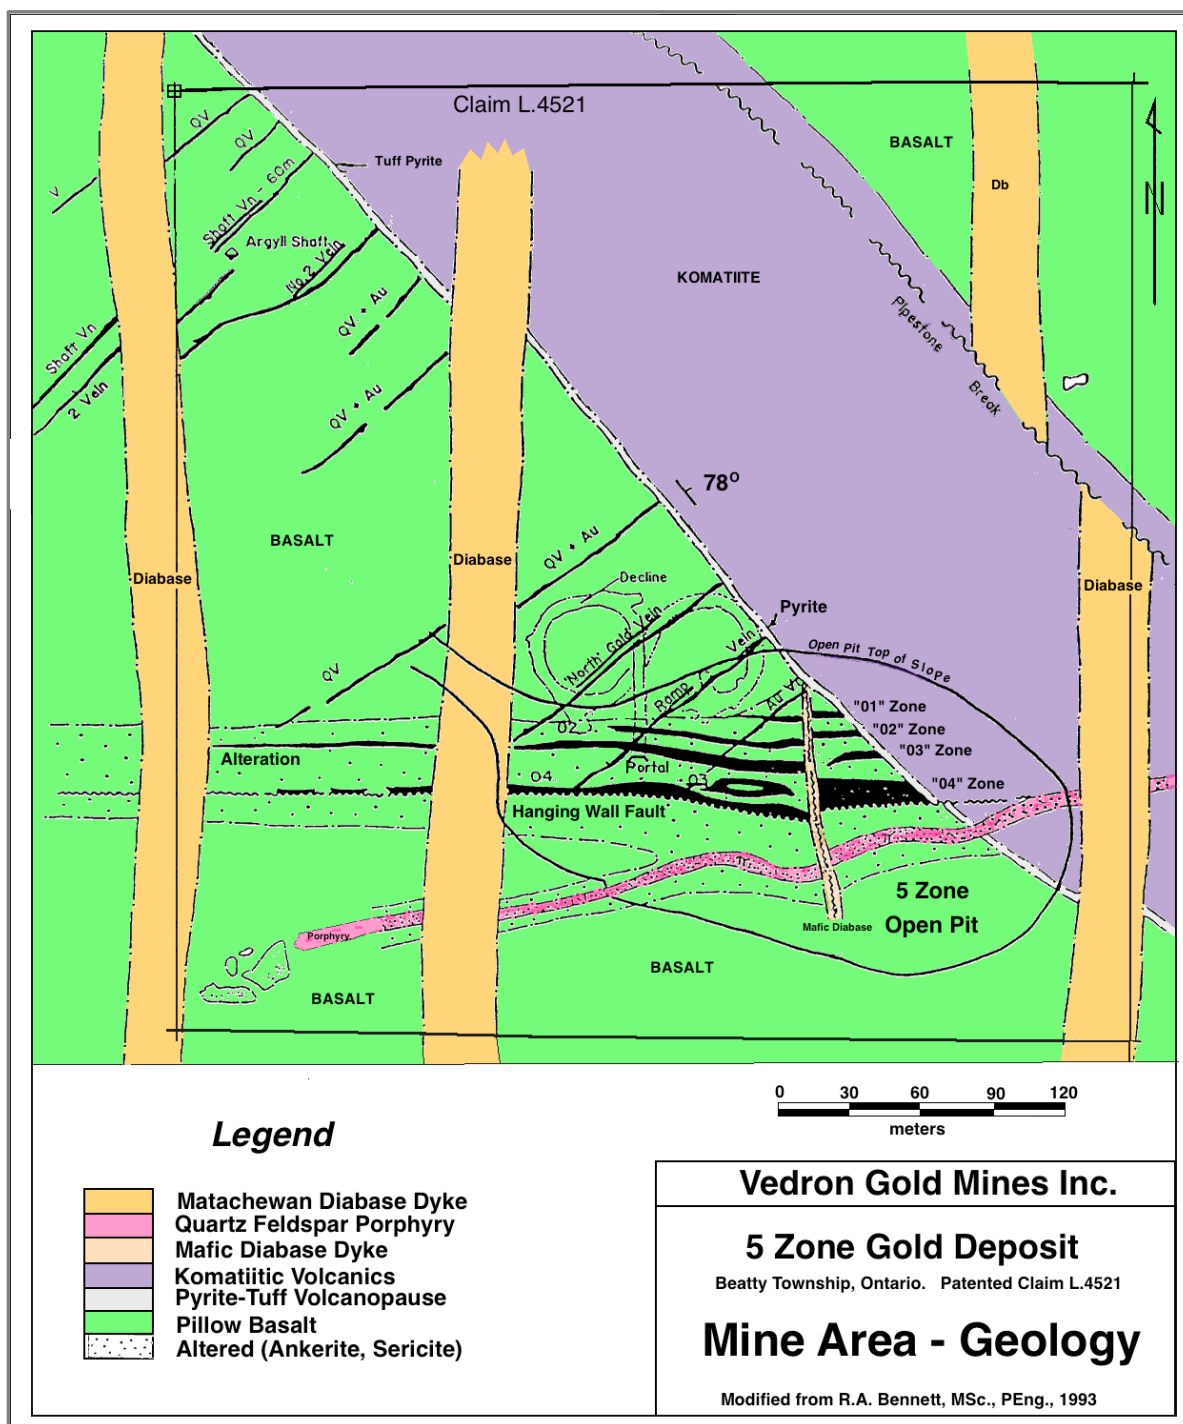 Claim L.4521
QV
QV
V
Tuff Pyrite
BASALT
Db
N
Shaft Vn - 60m
Argyll Shaft
No.2 Vein
KOMATIITE
QV + Au
Shaft Vn
2 Vein
Pipestone
Break
QV + Au
78°
BASALT
QV + Au
Diabase
Diabase
Decline
Diabase
Pyrite
North Gold Vein
Vein
Open Pit Top of Slope
QV
Ramp
Au Vn
"01" Zone
02
"02" Zone
Alteration
"03" Zone
Portal
04
03
"04" Zone
Hanging Wall Fault
5 Zone
Open Pit
Mafic Diabase
Porphyry
BASALT
BASALT
0 30 60 90 120
meters
Legend
Matachewan Diabase Dyke
Quartz Feldspar Porphyry
Mafic Diabase Dyke
Komatiitic Volcanics
Pyrite-Tuff Volcanopause
Pillow Basalt
Altered (Ankerite, Sericite)
Vedron Gold Mines Inc.
5 Zone Gold Deposit
Beatty Township, Ontario. Patented Claim L.4521
Mine Area - Geology
Modified from R.A. Bennett, MSc., PEng., 1993